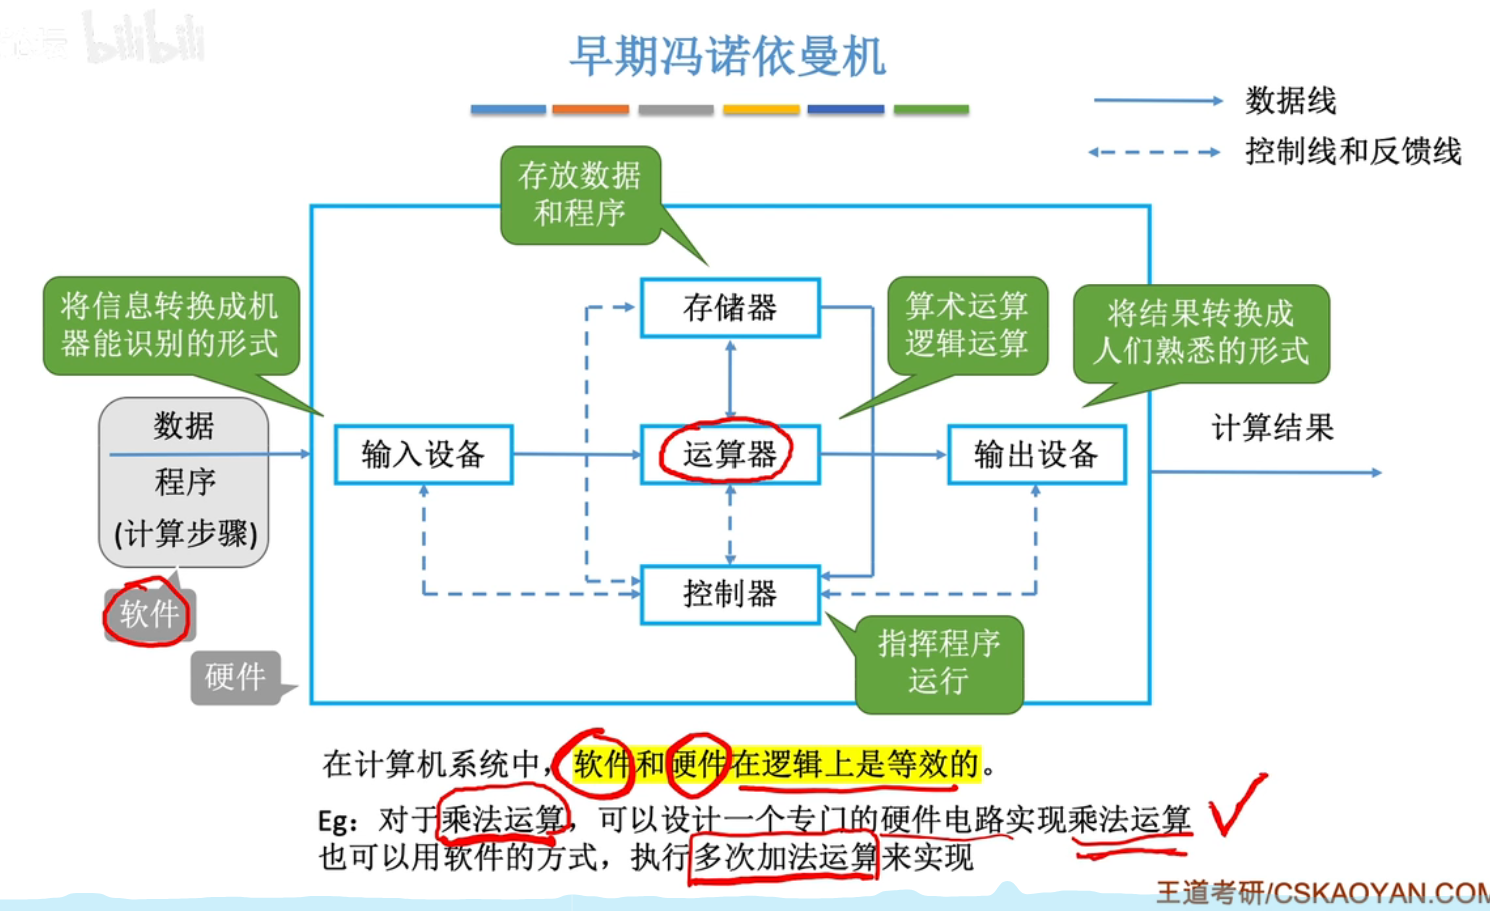 bilibili
早期冯诺依曼机
数据线
控制线和反馈线
存放数据
和程序
将信息转换成机
器能识别的形式
存储器
算术运算
逻辑运算
将结果转换成
人们熟悉的形式
数据
程序
(计算步骤)
输入设备
运算器
输出设备
计算结果
软件
硬件
控制器
指挥程序
运行
在计算机系统中，软件和硬件在逻辑上是等效的。
Eg：对于乘法运算，可以设计一个专门的硬件电路实现乘法运算
也可以用软件的方式，执行多次加法运算来实现
王道考研/CSKAOYAN.COM